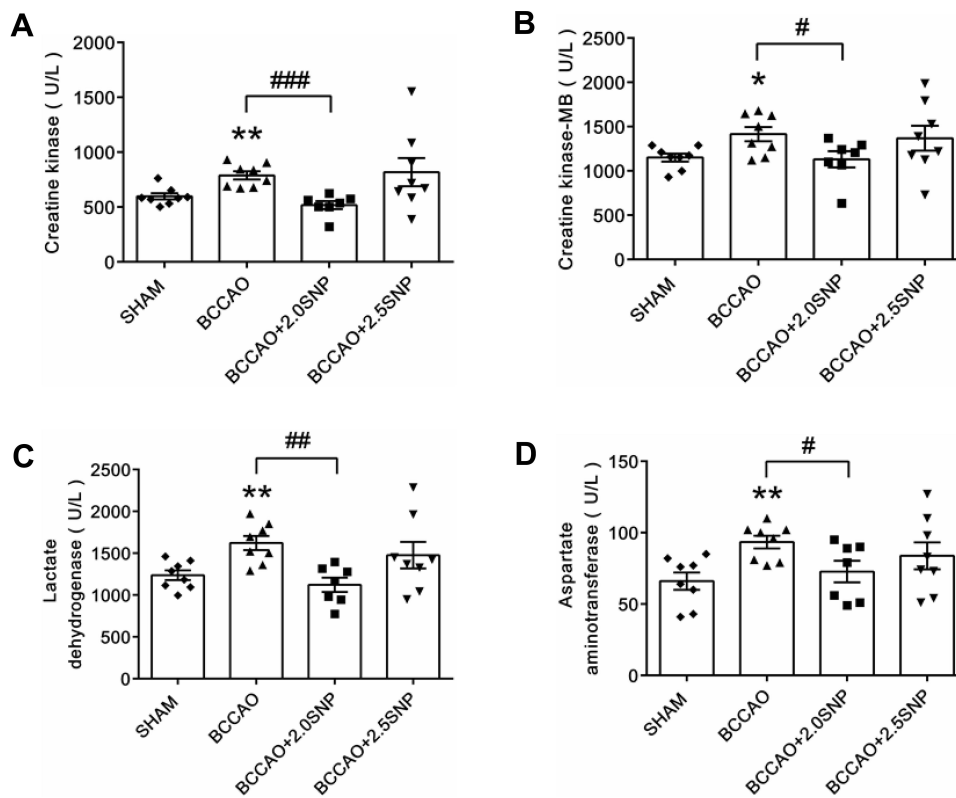 A
Creatine kinase ( U/L )
2000
1500
1000
500
0
###
**
SHAM
BCCAO
BCCAO+2.0SNP
BCCAO+2.5SNP
B
Creatine kinase-MB ( U/L )
2500
2000
1500
1000
500
0
#
*
SHAM
BCCAO
BCCAO+2.0SNP
BCCAO+2.5SNP
C
Lactate
dehydrogenase ( U/L )
2500
2000
1500
1000
500
0
##
**
SHAM
BCCAO
BCCAO+2.0SNP
BCCAO+2.5SNP
D
Aspartate
aminotransferase ( U/L )
150
100
50
0
#
**
SHAM
BCCAO
BCCAO+2.0SNP
BCCAO+2.5SNP